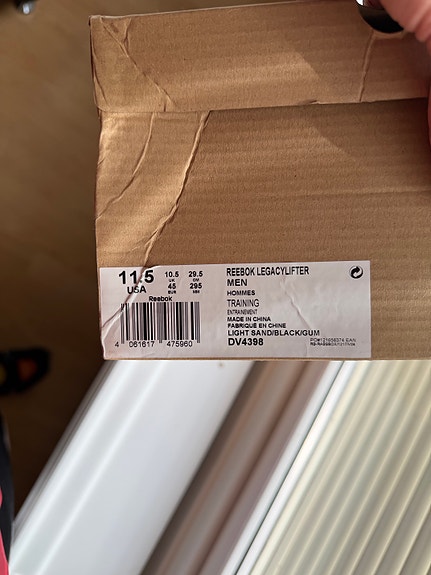 11.5
USA
10.5
UK
29.5
CM
45
EUR
295
Reebok
4 061617 475960
REEBOK LEGACYLIFTER
MEN
HOMMES
TRAINING
ENTRAINEMENT
MADE IN CHINA
FABRIQUÉ EN CHINE
LIGHT SAND/BLACK/GUM
DV4398